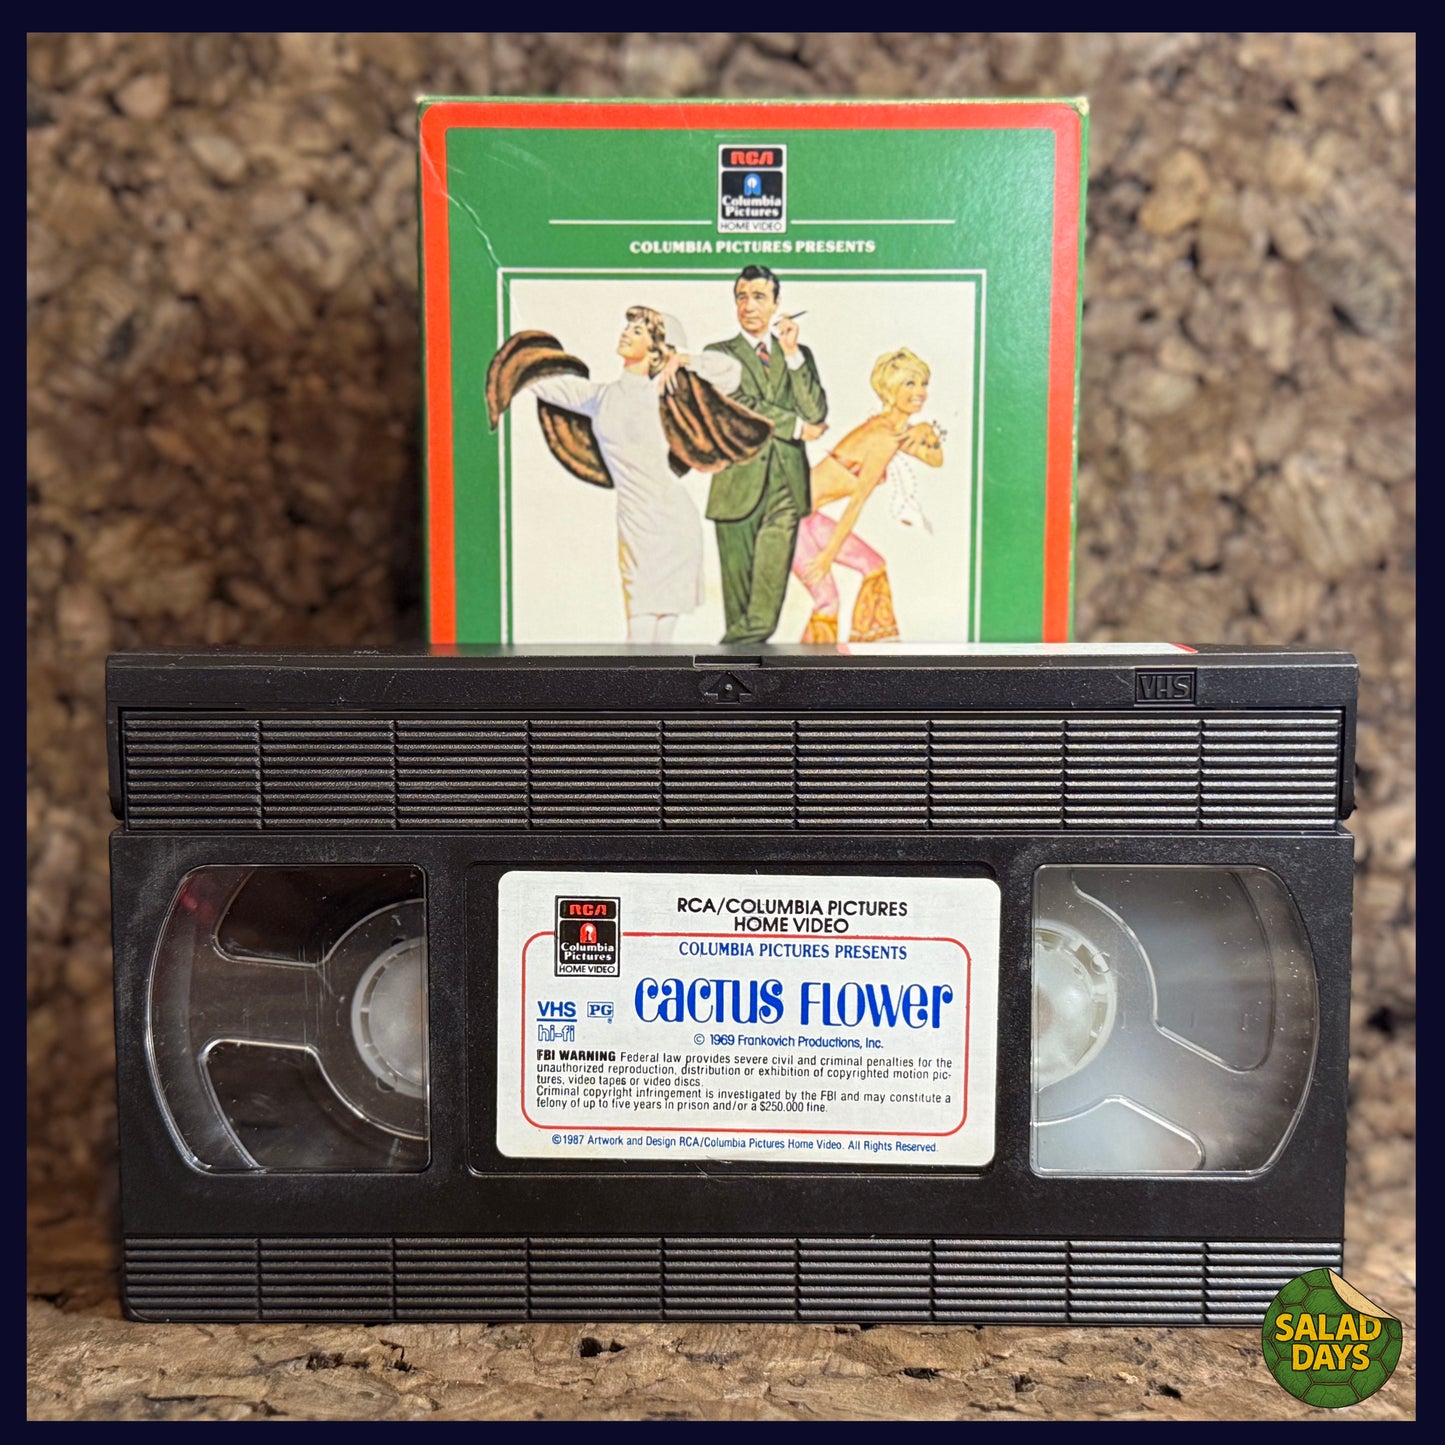 RCA
Columbia
Pictures
HOME VIDEO
COLUMBIA PICTURES PRESENTS
VHS
RCA
Columbia
Pictures
HOME VIDEO
RCA/COLUMBIA PICTURES
HOME VIDEO
COLUMBIA PICTURES PRESENTS
CACTUS FLOWER
VHS PG
hi-fi
© 1969 Frankovich Productions, Inc.
FBI WARNING Federal law provides severe civil and criminal penalties for the
unauthorized reproduction, distribution or exhibition of copyrighted motion pic-
tures, video tapes or video discs.
Criminal copyright infringement is investigated by the FBI and may constitute a
felony of up to five years in prison and/or a $250,000 fine.
©1987 Artwork and Design RCA/Columbia Pictures Home Video. All Rights Reserved.
SALAD
DAYS